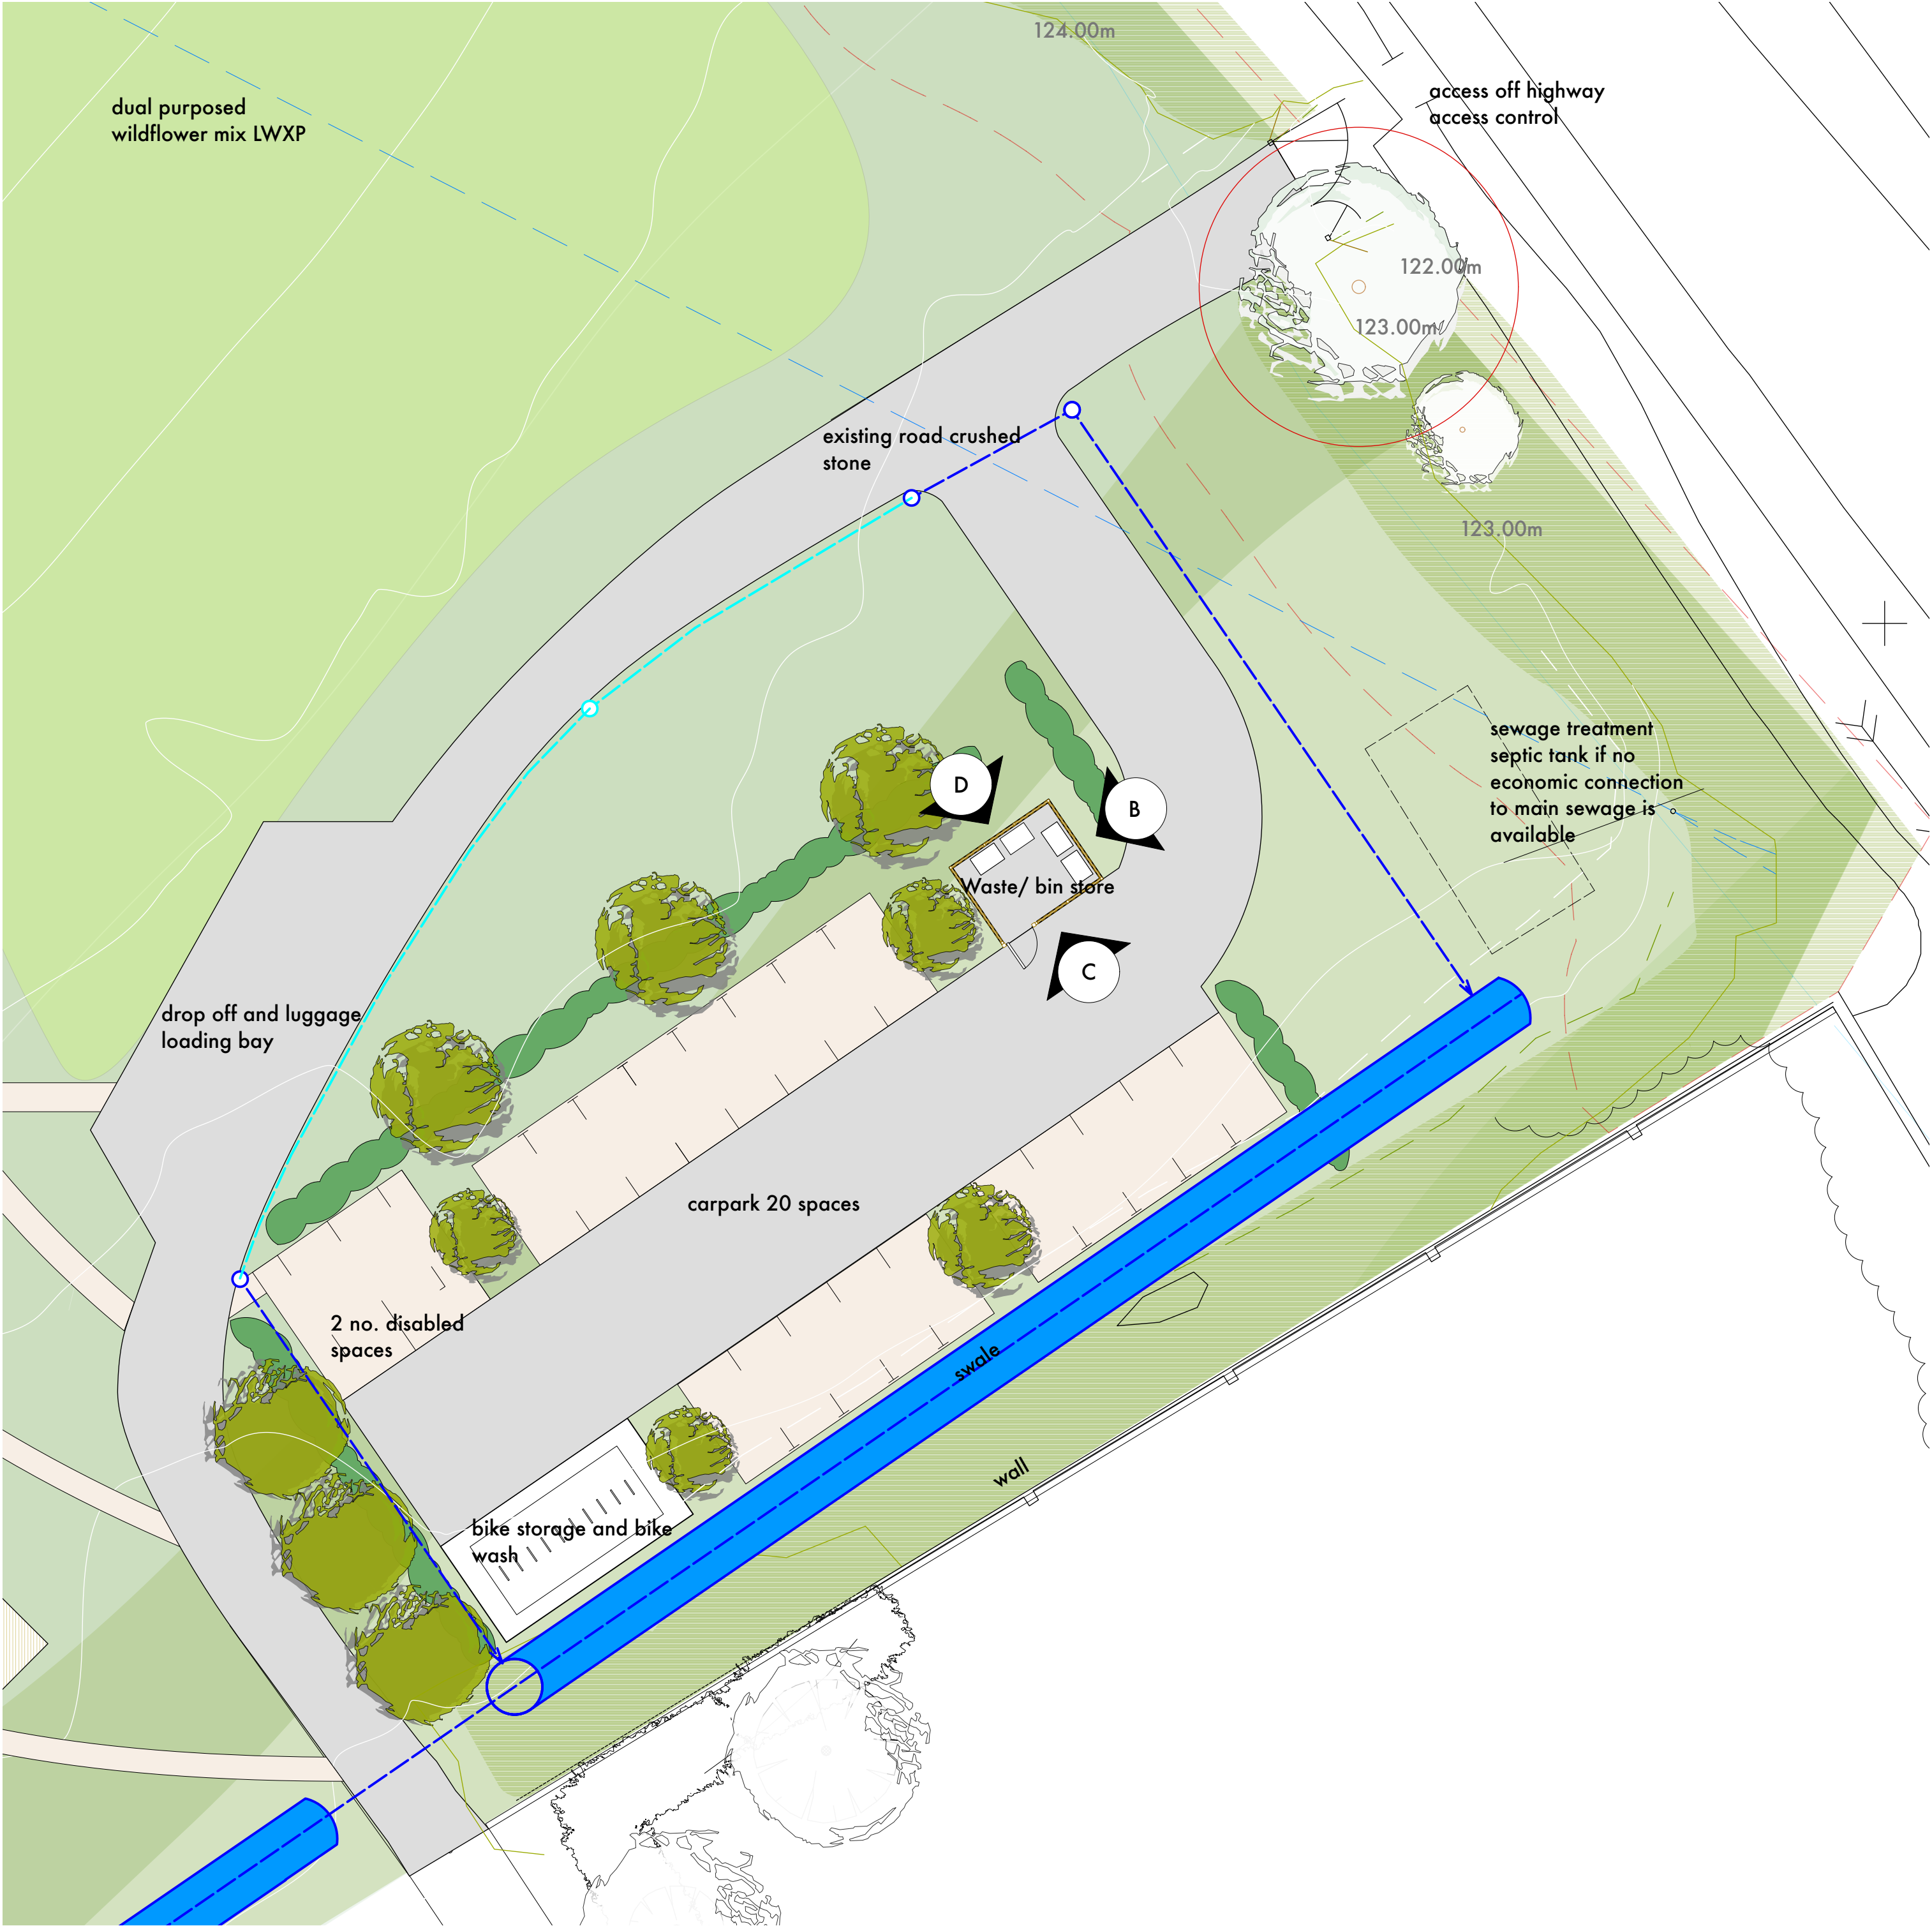 124.00m
access off highway
access control
dual purposed
wildflower mix LWXP
122.00m
123.00m
existing road crushed
stone
123.00m
sewage treatment
septic tank if no
economic connection
to main sewage is
available
D
B
Waste/ bin store
C
drop off and luggage
loading bay
carpark 20 spaces
2 no. disabled
spaces
swale
wall
bike storage and bike
wash